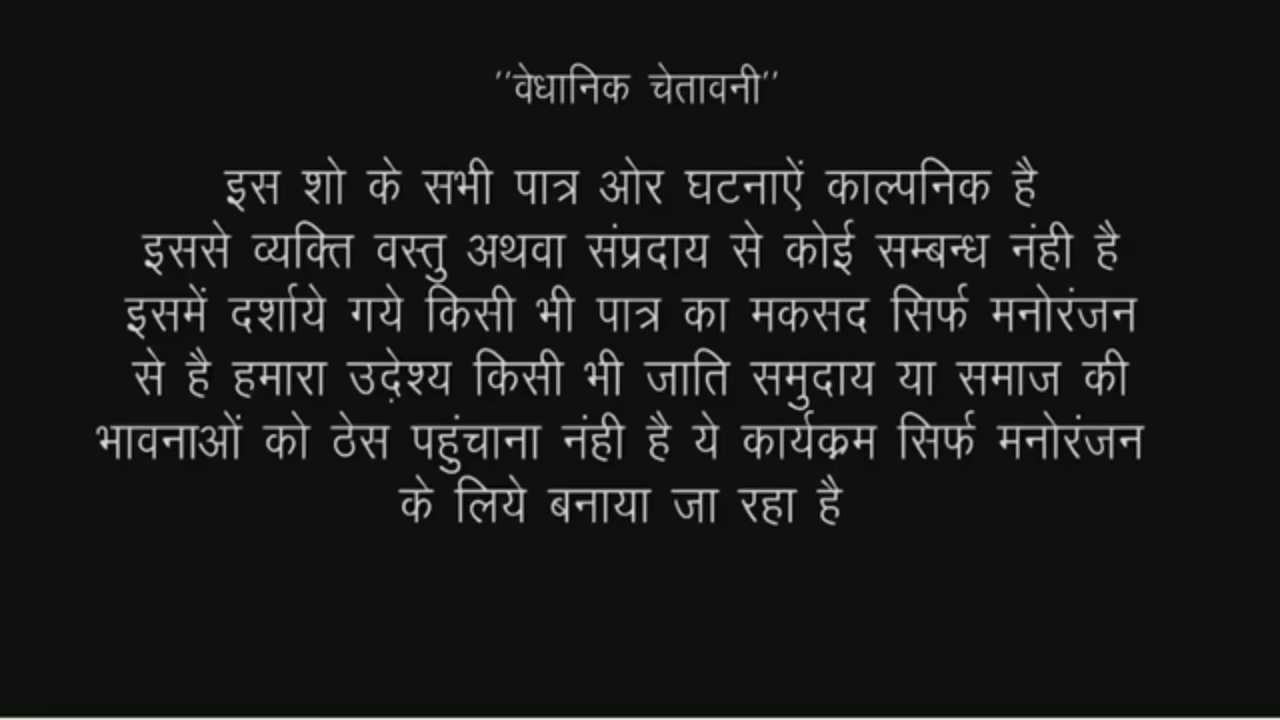 ''वेधानिक चेतावनी''
इस शो के सभी पात्र ओर घटनाऐं काल्पनिक है
इससे व्यक्ति वस्तु अथवा संप्रदाय से कोई सम्बन्ध नंही है
इसमें दर्शाये गये किसी भी पात्र का मकसद सिर्फ मनोरंजन
से है हमारा उदे़श्य किसी भी जाति समुदाय या समाज की
भावनाओं को ठेस पहुंचाना नंही है ये कार्यक्रम सिर्फ मनोरंजन
के लिये बनाया जा रहा है